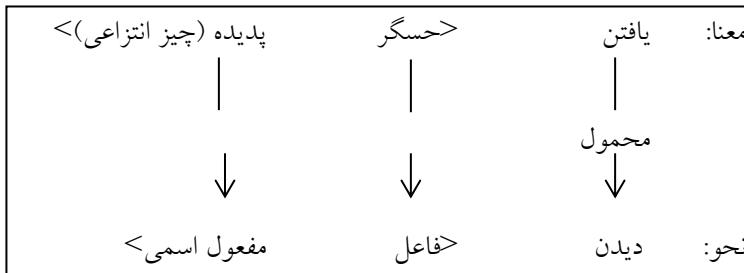 معنا: یافتن <حسگر پدیده (چیز انتزاعی)>
محمول
نحو: دیدن <فاعل مفعول اسمی>